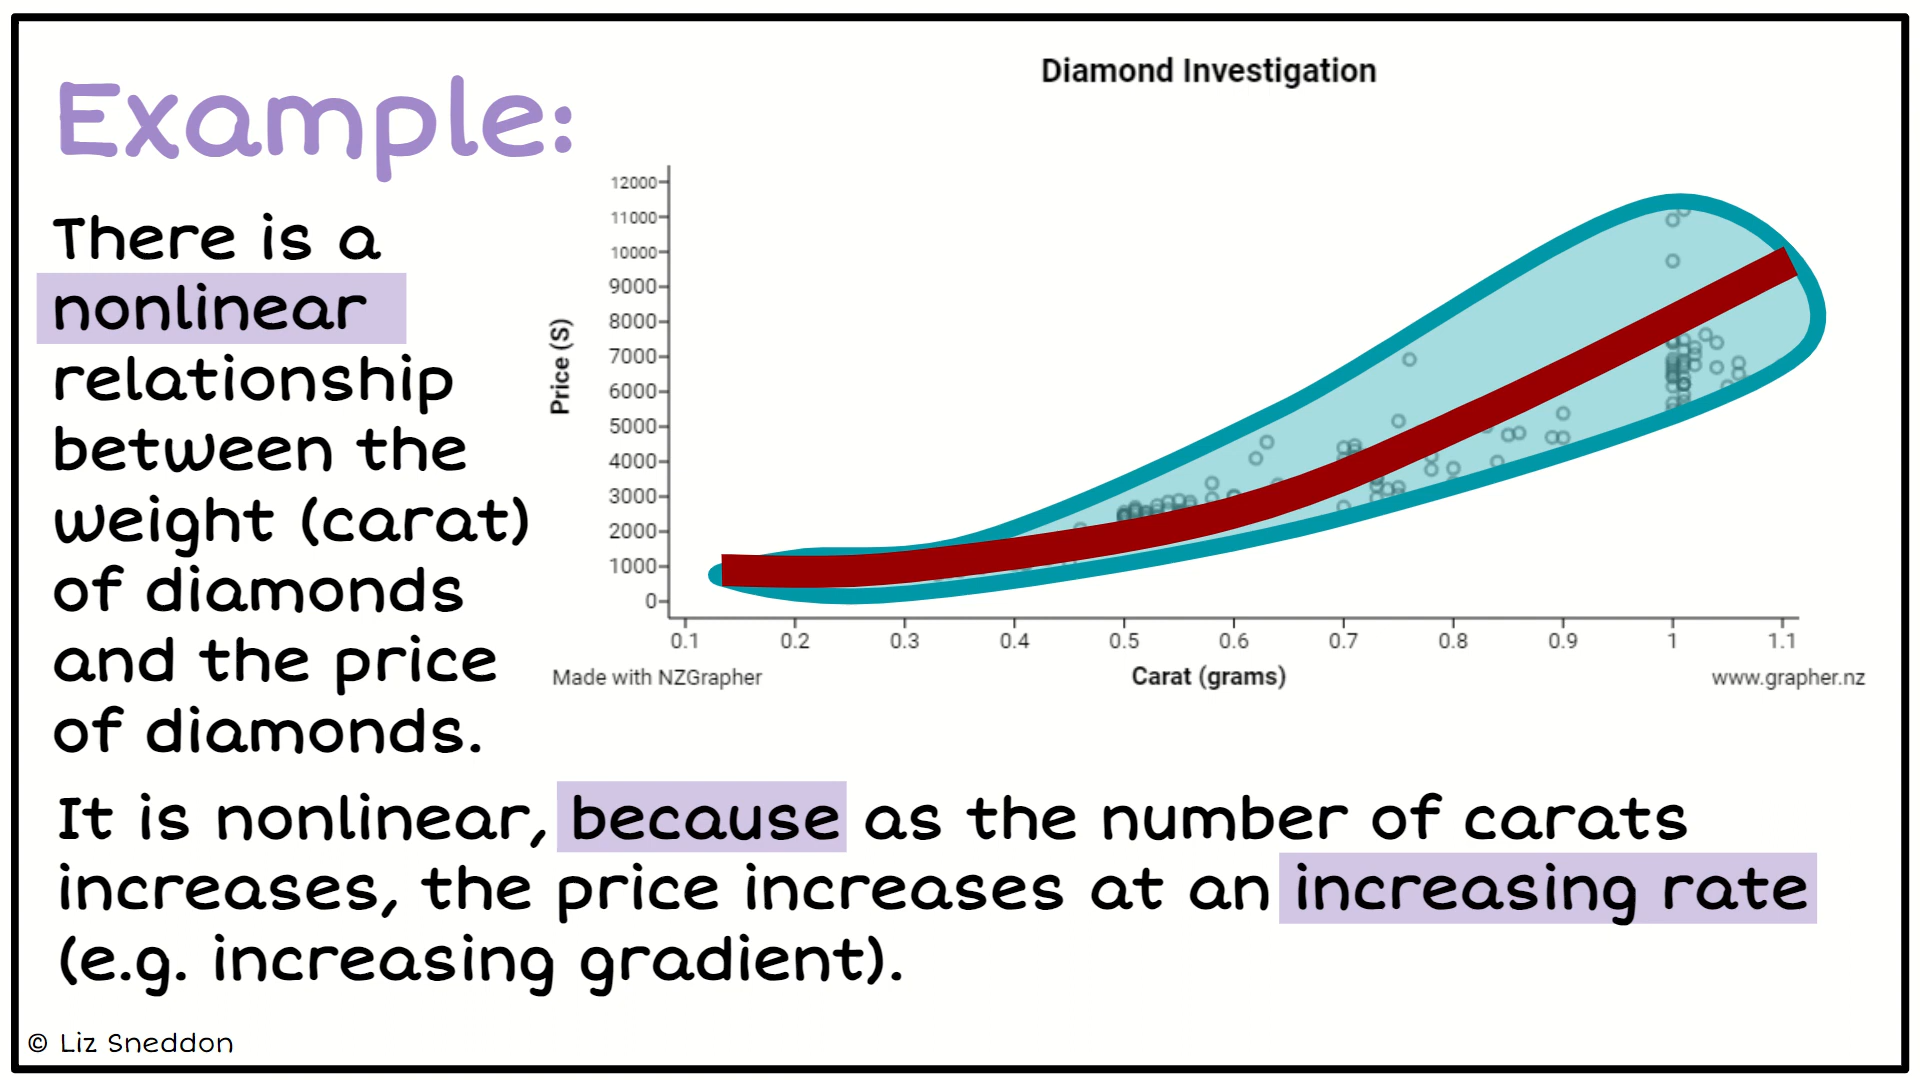 Example:
There is a
nonlinear
relationship
between the
weight (carat)
of diamonds
and the price
of diamonds.
Diamond Investigation
Price ($)
12000
11000
10000
9000
8000
7000
6000
5000
4000
3000
2000
1000
0
0.1 0.2 0.3 0.4 0.5 0.6 0.7 0.8 0.9 1 1.1
Made with NZGrapher Carat (grams) www.grapher.nz
It is nonlinear, because as the number of carats
increases, the price increases at an increasing rate
(e.g. increasing gradient).
© Liz Sneddon